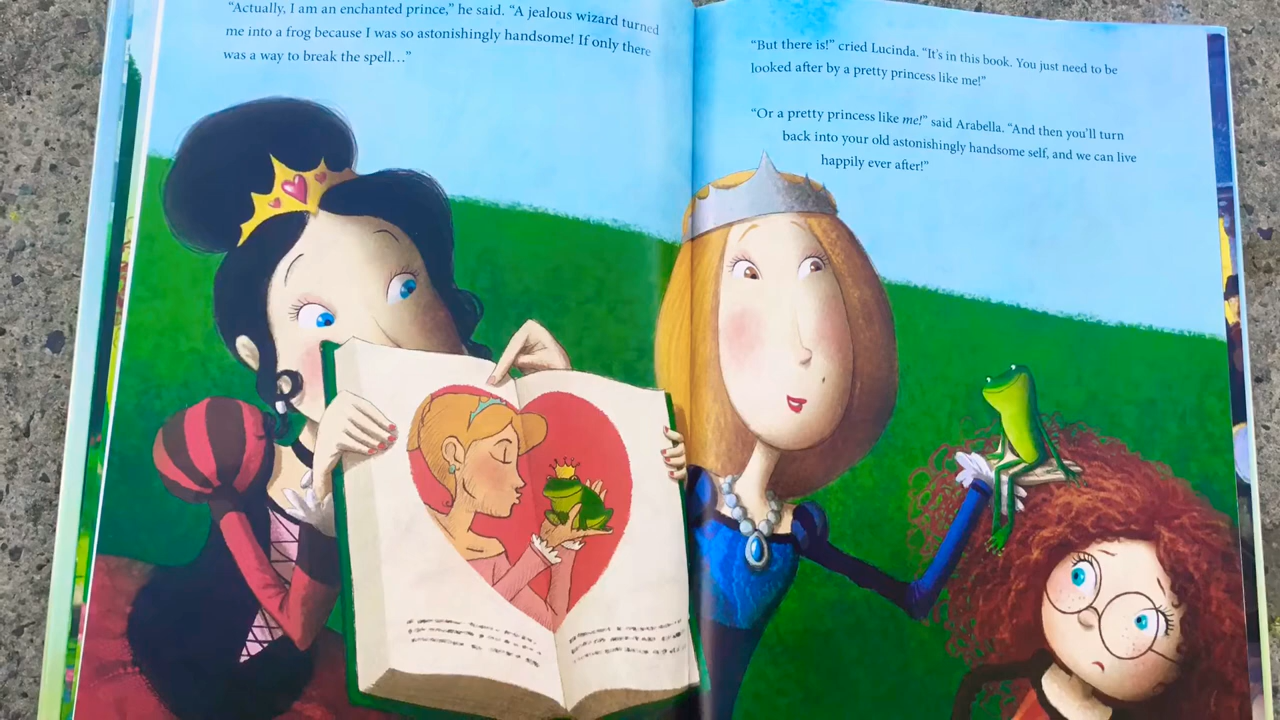 “Actually, I am an enchanted prince,” he said. “A jealous wizard turned
me into a frog because I was so astonishingly handsome! If only there
was a way to break the spell…”
“But there is!” cried Lucinda. “It’s in this book. You just need to be
looked after by a pretty princess like me!”
“Or a pretty princess like me!” said Arabella. “And then you’ll turn
back into your old astonishingly handsome self, and we can live
happily ever after!”